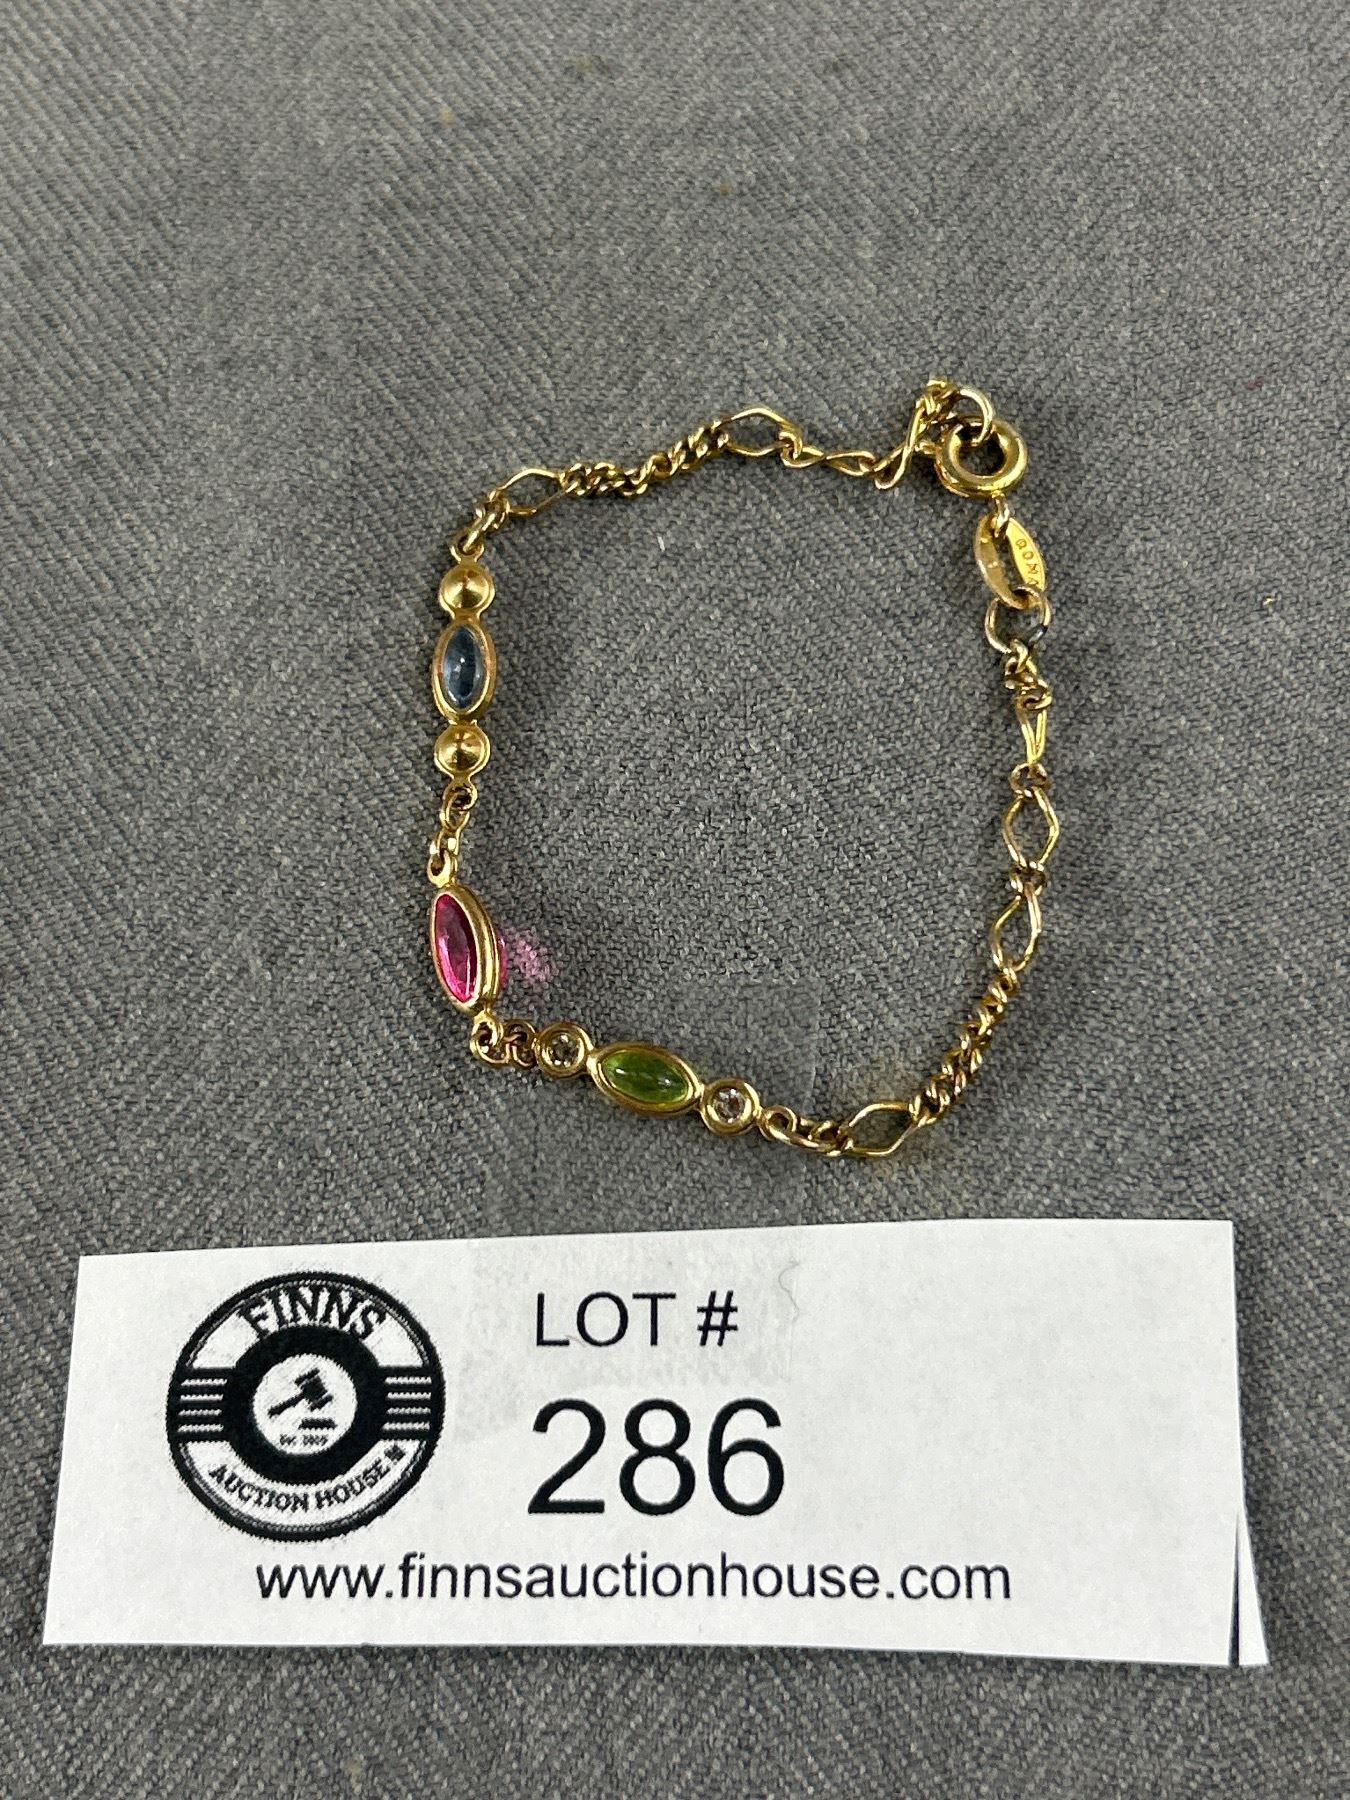 FINNS
AUCTION HOUSE
LOT #
286
www.finnsauctionhouse.com